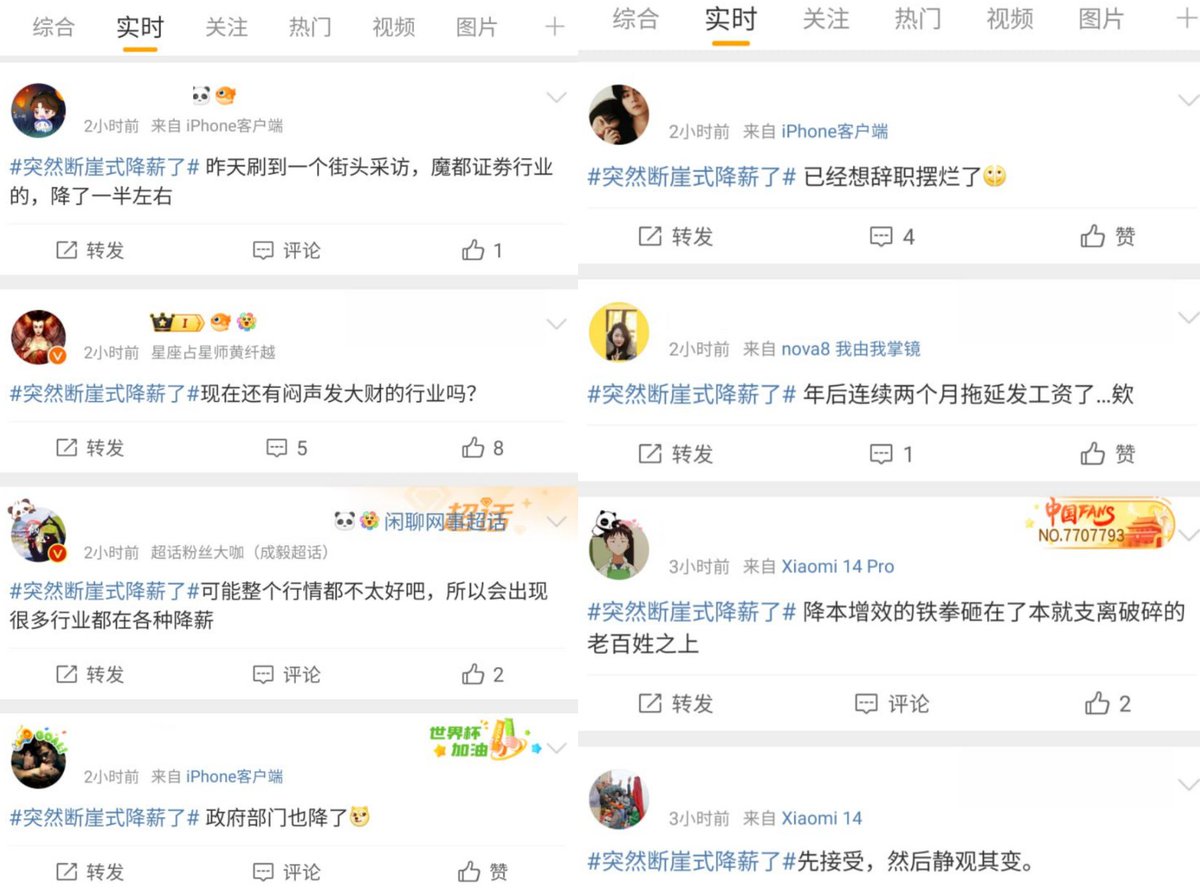 综合 实时 关注 热门 视频 图片
2小时前 来自 iPhone客户端
#突然断崖式降薪了# 昨天刷到一个街头采访，魔都证劵行业
的，降了一半左右
转发 评论 1
I
2小时前 星座占星师黄纤越
#突然断崖式降薪了#现在还有闷声发大财的行业吗？
转发 5 8
闲聊网事超话
超话
2小时前 超话粉丝大咖（成毅超话）
#突然断崖式降薪了#可能整个行情都不太好吧，所以会出现
很多行业都在各种降薪
转发 评论 2
世界杯
加油
GOAL!
2小时前 来自 iPhone客户端
#突然断崖式降薪了# 政府部门也降了
转发 评论 赞
综合 实时 关注 热门 视频 图片
2小时前 来自 iPhone客户端
#突然断崖式降薪了# 已经想辞职摆烂了
转发 4 赞
2小时前 来自 nova8 我由我掌镜
#突然断崖式降薪了# 年后连续两个月拖延发工资了...欸
转发 1 赞
中国FANS
NO.7707793
3小时前 来自 Xiaomi 14 Pro
#突然断崖式降薪了# 降本增效的铁拳砸在了本就支离破碎的
老百姓之上
转发 评论 2
3小时前 来自 Xiaomi 14
#突然断崖式降薪了#先接受，然后静观其变。